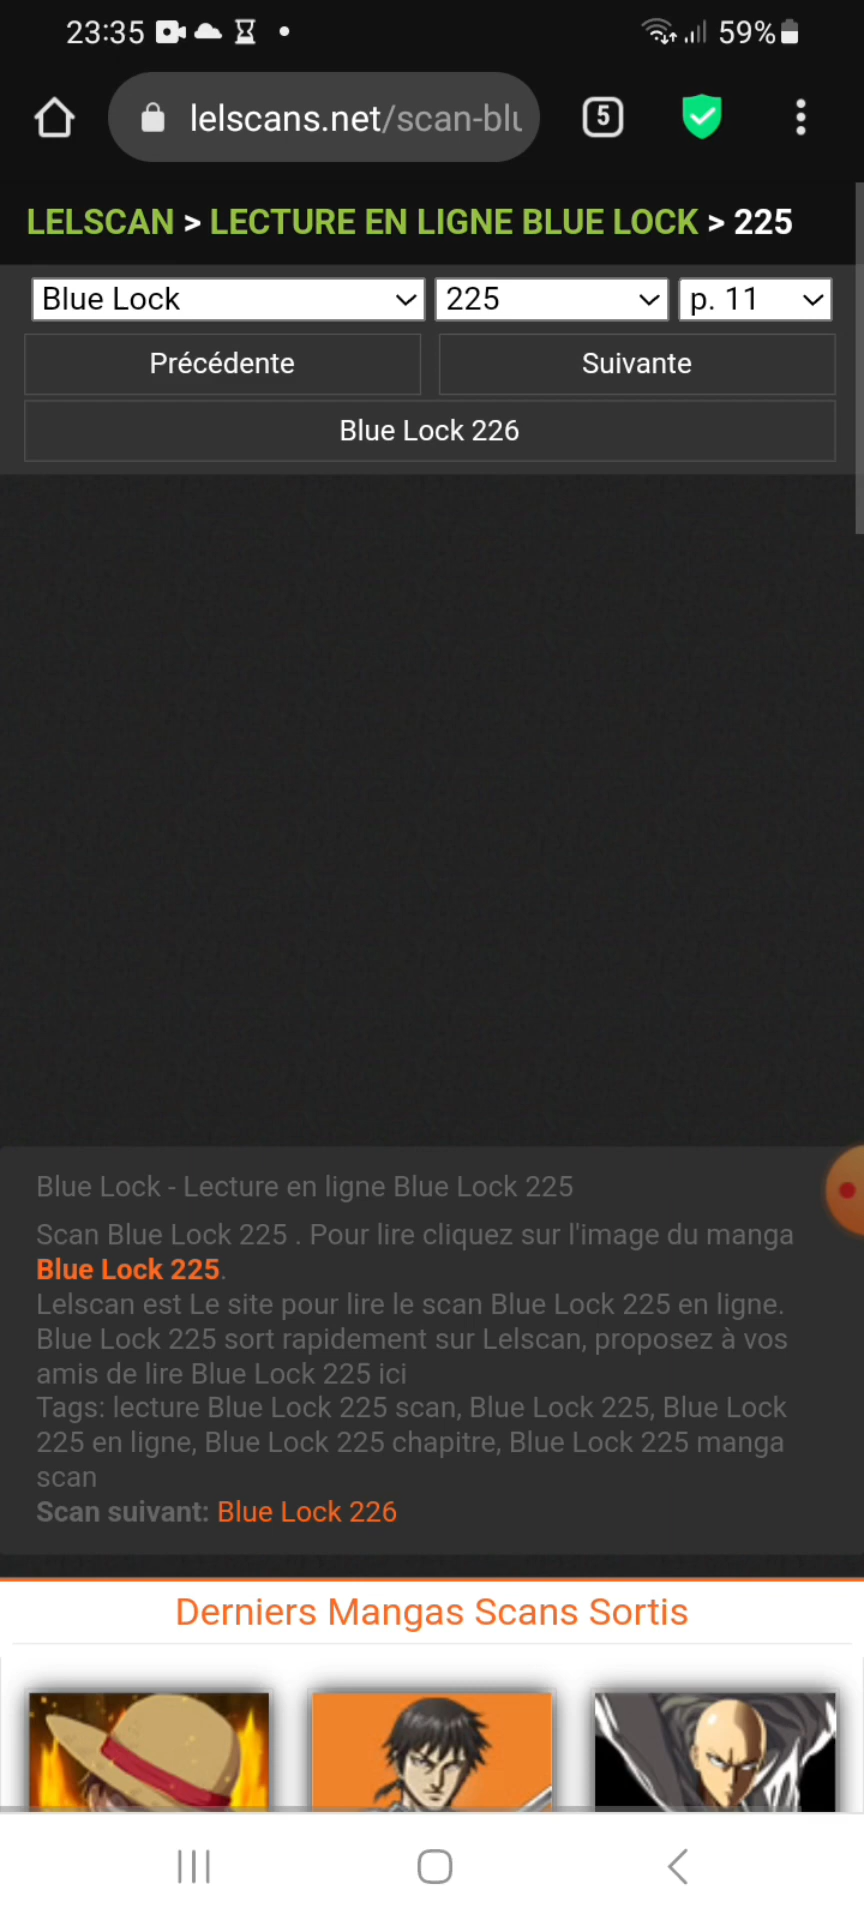 23:35 59%
lelscans.net/scan-blu 5
LELSCAN > LECTURE EN LIGNE BLUE LOCK > 225
Blue Lock 225 p. 11
Précédente Suivante
Blue Lock 226
Blue Lock - Lecture en ligne Blue Lock 225
Scan Blue Lock 225 . Pour lire cliquez sur l'image du manga
Blue Lock 225.
Lelscan est Le site pour lire le scan Blue Lock 225 en ligne.
Blue Lock 225 sort rapidement sur Lelscan, proposez à vos
amis de lire Blue Lock 225 ici
Tags: lecture Blue Lock 225 scan, Blue Lock 225, Blue Lock
225 en ligne, Blue Lock 225 chapitre, Blue Lock 225 manga
scan
Scan suivant: Blue Lock 226
Derniers Mangas Scans Sortis